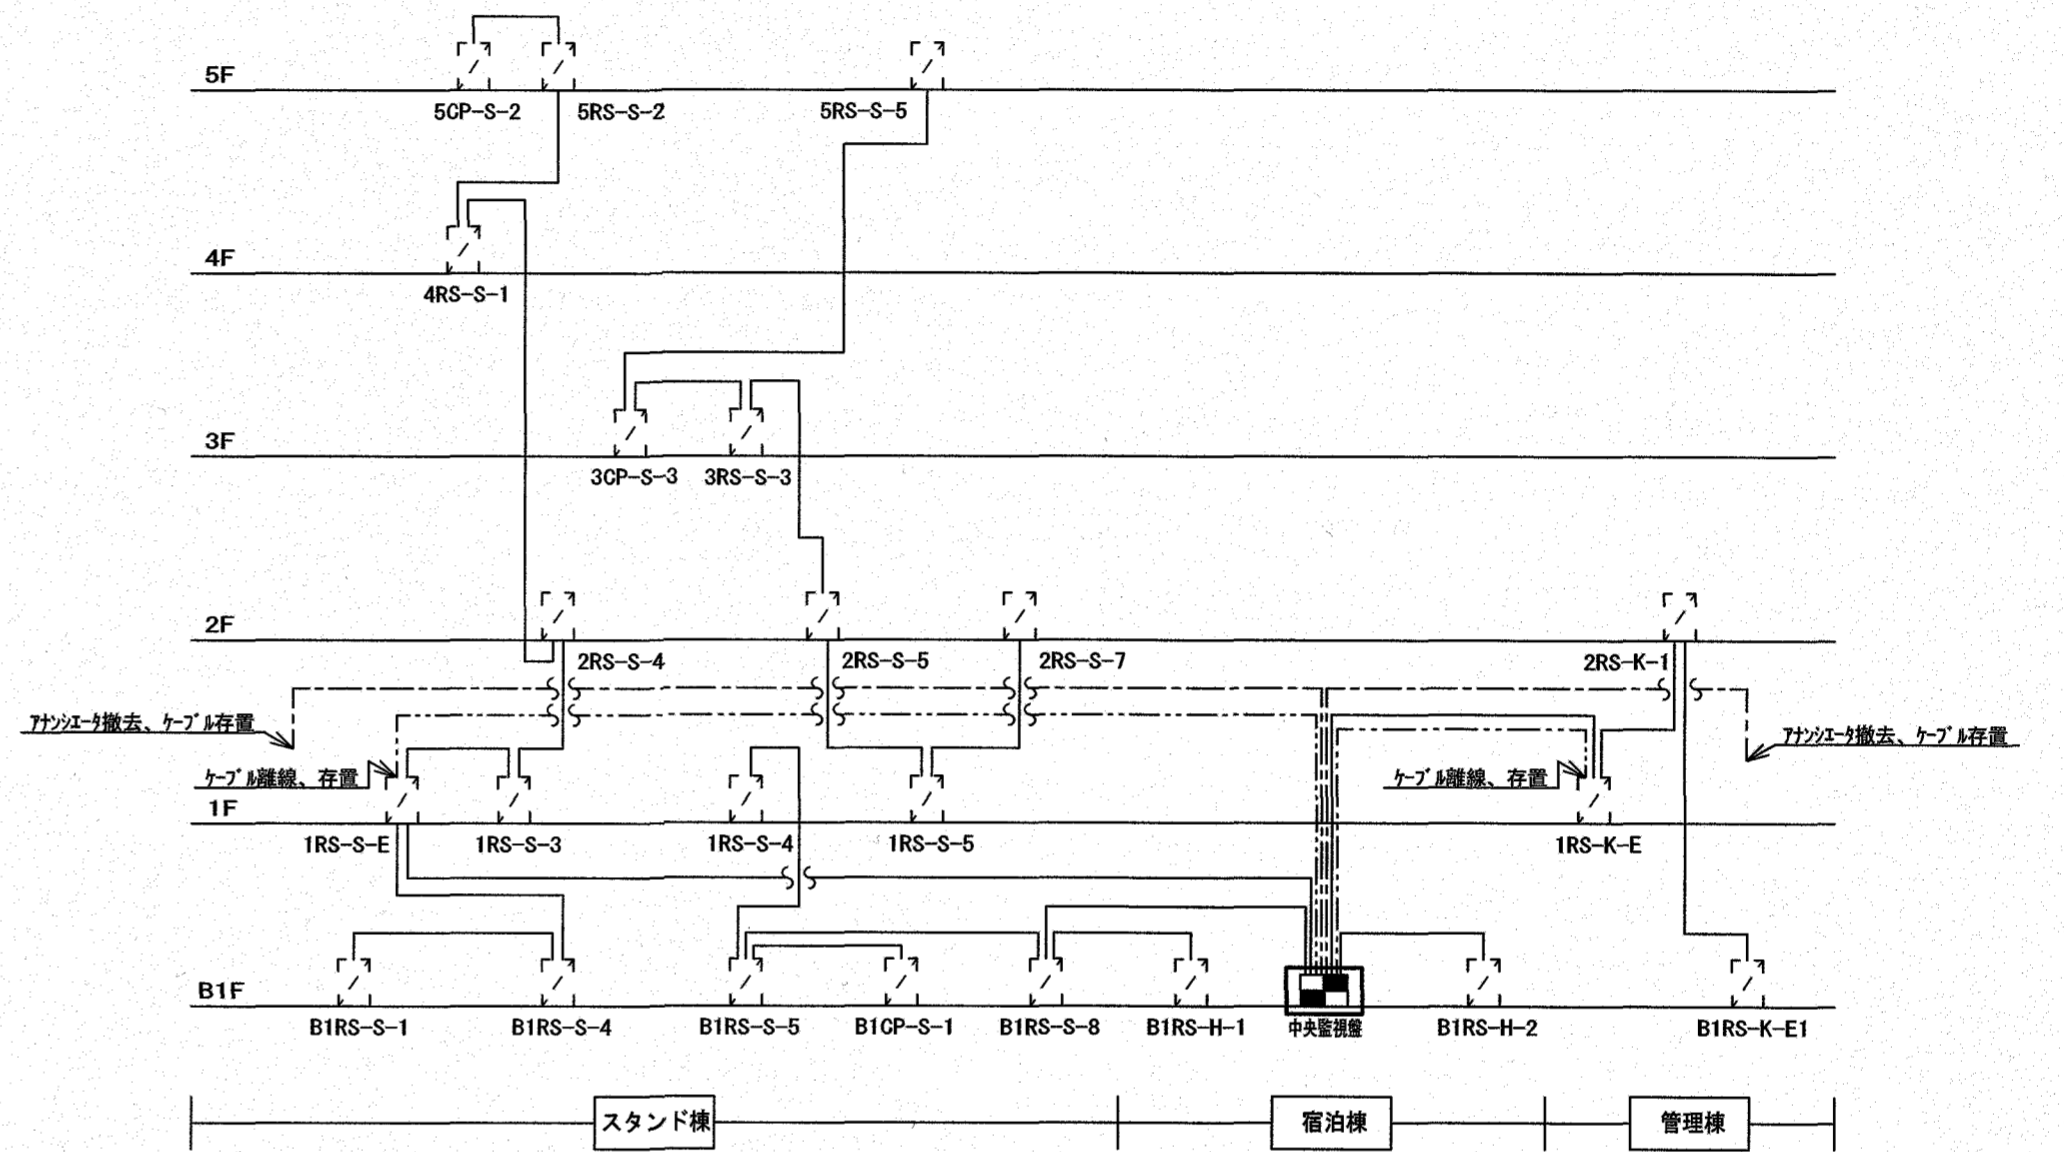 5F
5CP-S-2 5RS-S-2 5RS-S-5
4F
4RS-S-1
3F
3CP-S-3 3RS-S-3
2F
2RS-S-4 2RS-S-5 2RS-S-7 2RS-K-1
ｱﾅﾝｼｴｰﾀ撤去、ｹｰﾌﾞﾙ存置 ｱﾅﾝｼｴｰﾀ撤去、ｹｰﾌﾞﾙ存置
ｹｰﾌﾞﾙ離線、存置 ｹｰﾌﾞﾙ離線、存置
1F
1RS-S-E 1RS-S-3 1RS-S-4 1RS-S-5 1RS-K-E
B1F
B1RS-S-1 B1RS-S-4 B1RS-S-5 B1CP-S-1 B1RS-S-8 B1RS-H-1 中央監視盤 B1RS-H-2 B1RS-K-E1
スタンド棟 宿泊棟 管理棟